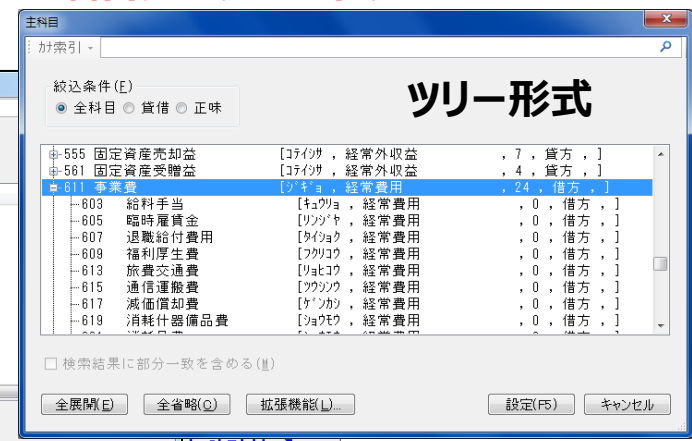 主科目
ｶﾅ索引
絞込条件(F)
全科目 貸借 正味
ツリー形式
555 固定資産売却益 [ｺﾃｲｼｻ , 経常外収益 , 7 , 貸方 , ]
561 固定資産受贈益 [ｺﾃｲｼｻ , 経常外収益 , 4 , 貸方 , ]
611 事業費 [ｼﾞｷﾞｮ , 経常費用 , 24 , 借方 , ]
603 給料手当 [ｷｭｳﾘｮ , 経常費用 , 0 , 借方 , ]
605 臨時雇賃金 [ﾘﾝｼﾞﾔ , 経常費用 , 0 , 借方 , ]
607 退職給付費用 [ﾀｲｼｮｸ , 経常費用 , 0 , 借方 , ]
609 福利厚生費 [ﾌｸﾘｺｳ , 経常費用 , 0 , 借方 , ]
613 旅費交通費 [ﾘｮﾋｺｳ , 経常費用 , 0 , 借方 , ]
615 通信運搬費 [ﾂｳｼﾝｳ , 経常費用 , 0 , 借方 , ]
617 減価償却費 [ｹﾞﾝｶｼ , 経常費用 , 0 , 借方 , ]
619 消耗什器備品費 [ｼｮｳﾓｳ , 経常費用 , 0 , 借方 , ]
検索結果に部分一致を含める(M)
全展開(E) 全省略(C) 拡張機能(L)... 設定(F5) キャンセル